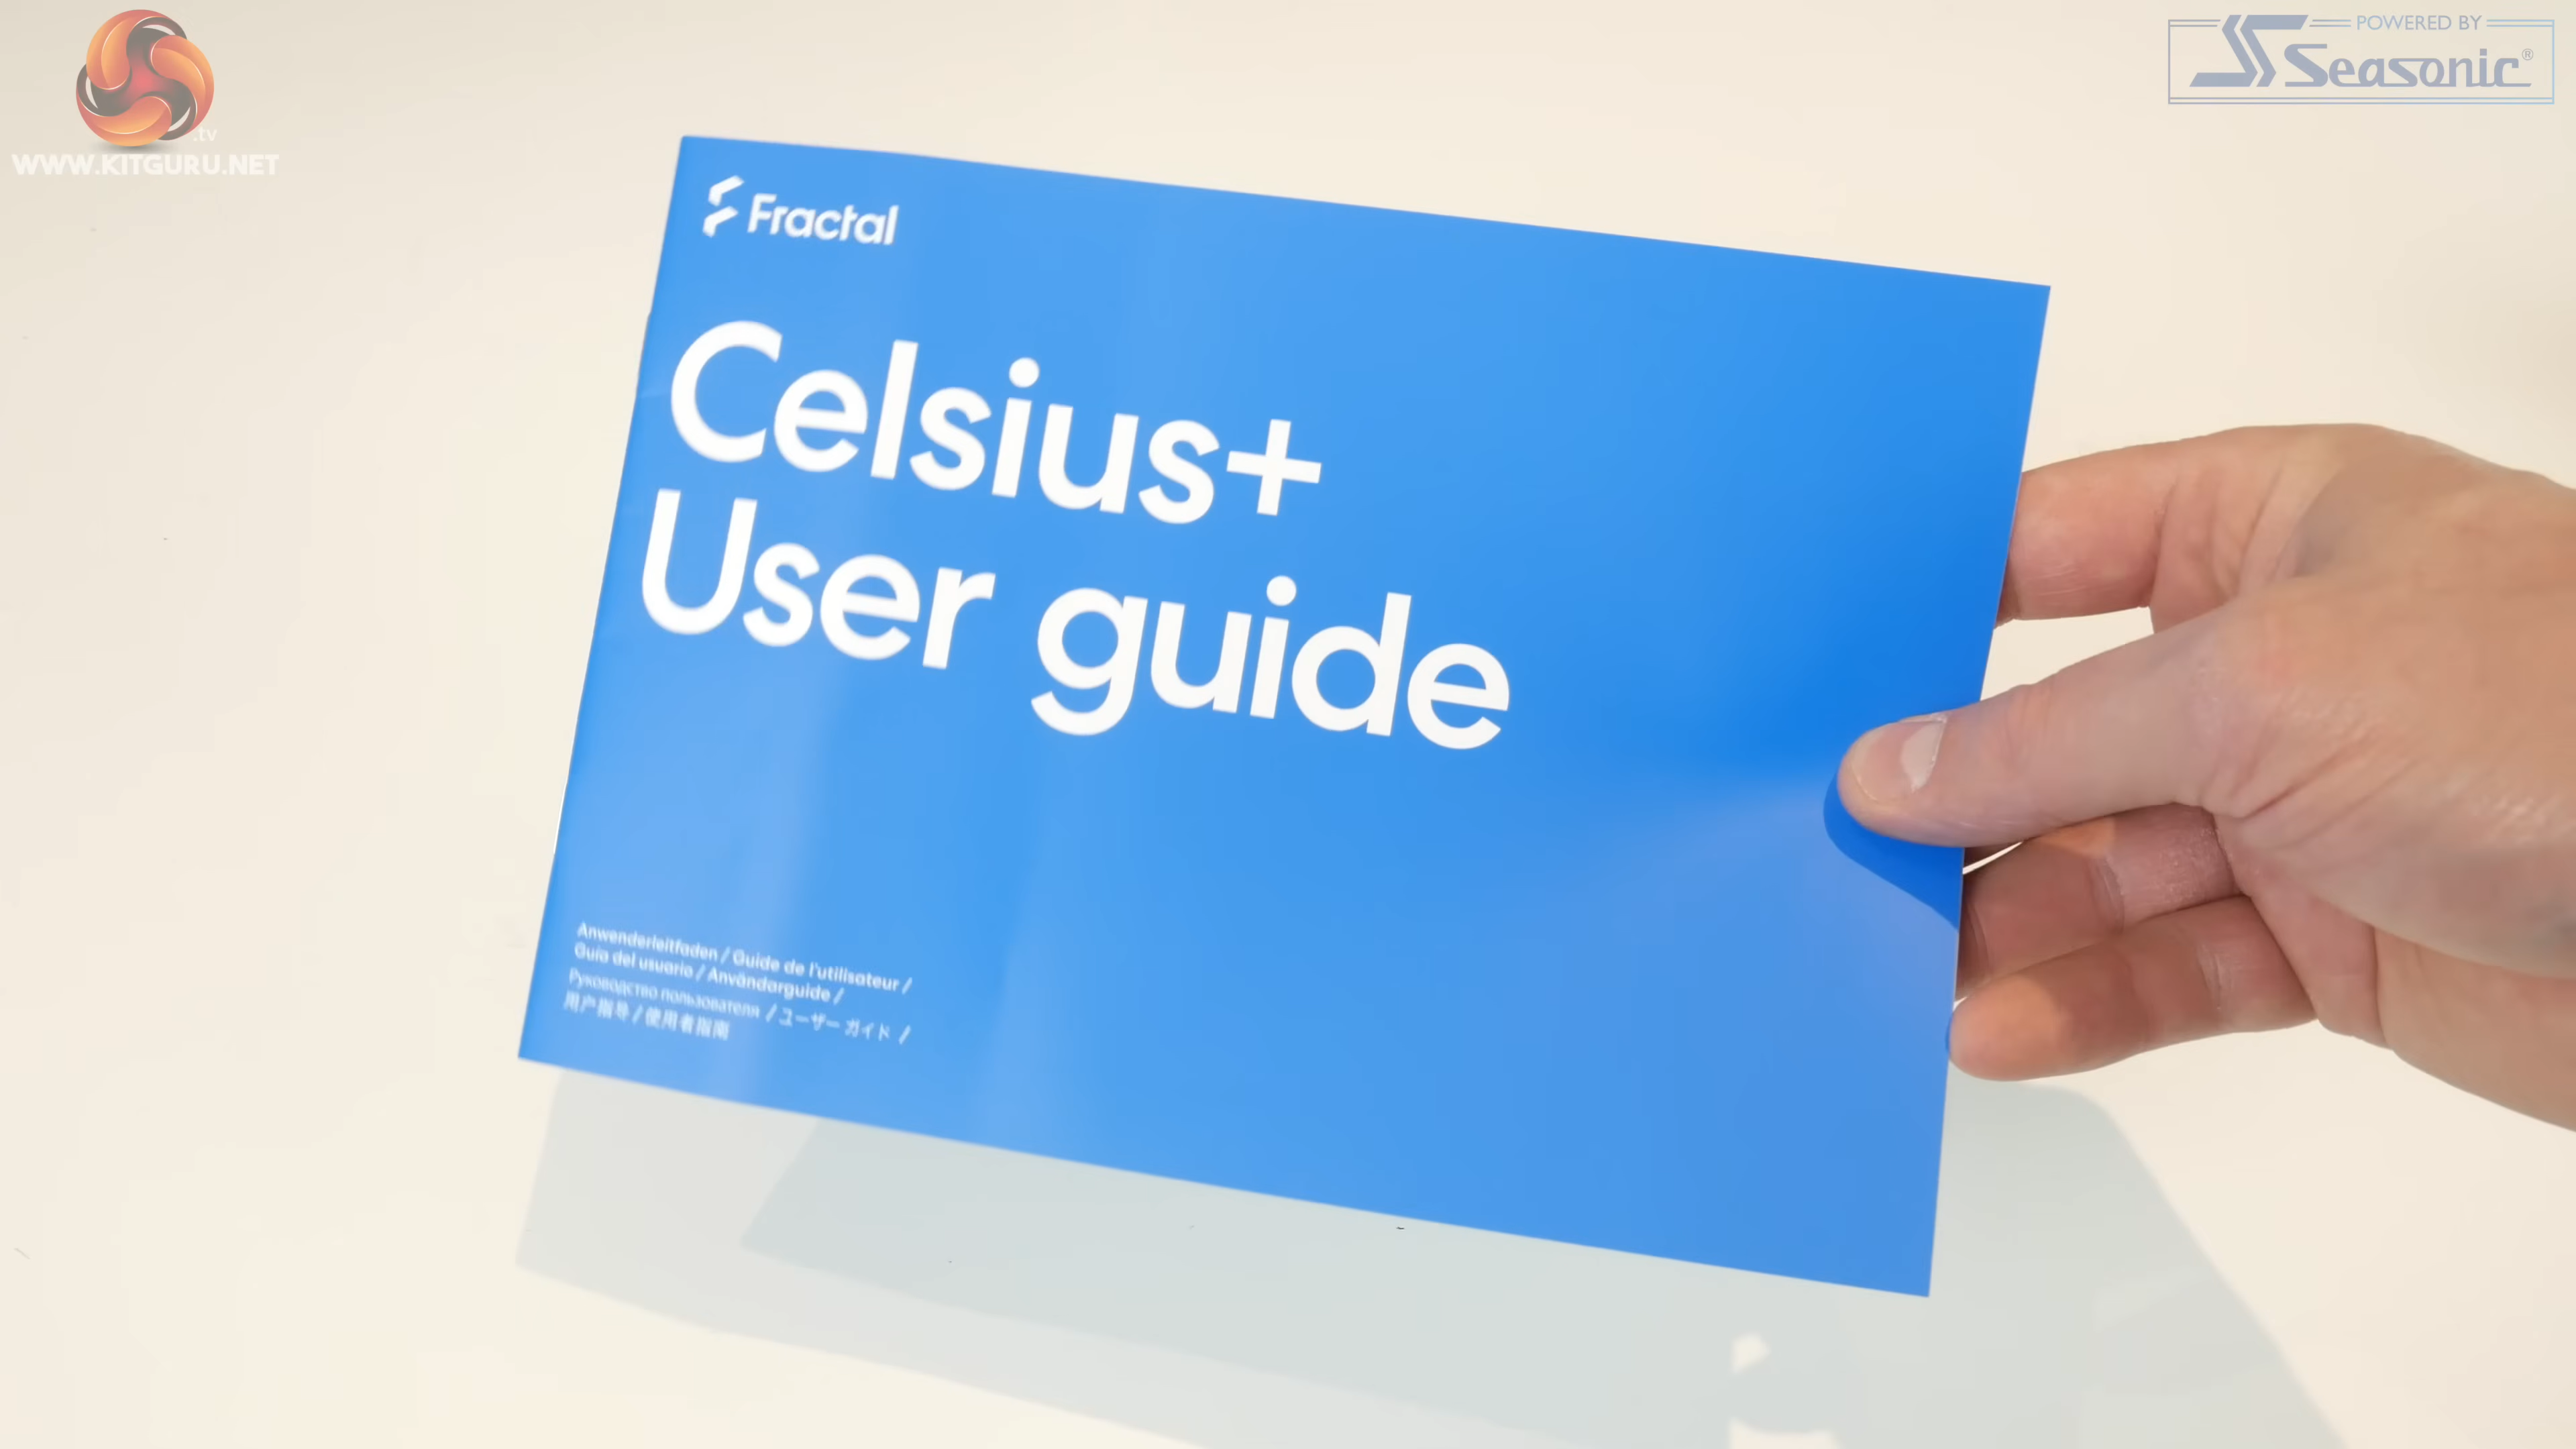 .tv
WWW.KITGURU.NET
POWERED BY
Seasonic®
Fractal
Celsius+
User guide
Anwenderleitfaden / Guide de l'utilisateur /
Guía del usuario / Användarguide /
Руководство пользователя / ユーザー ガイド /
用户指导 / 使用者指南